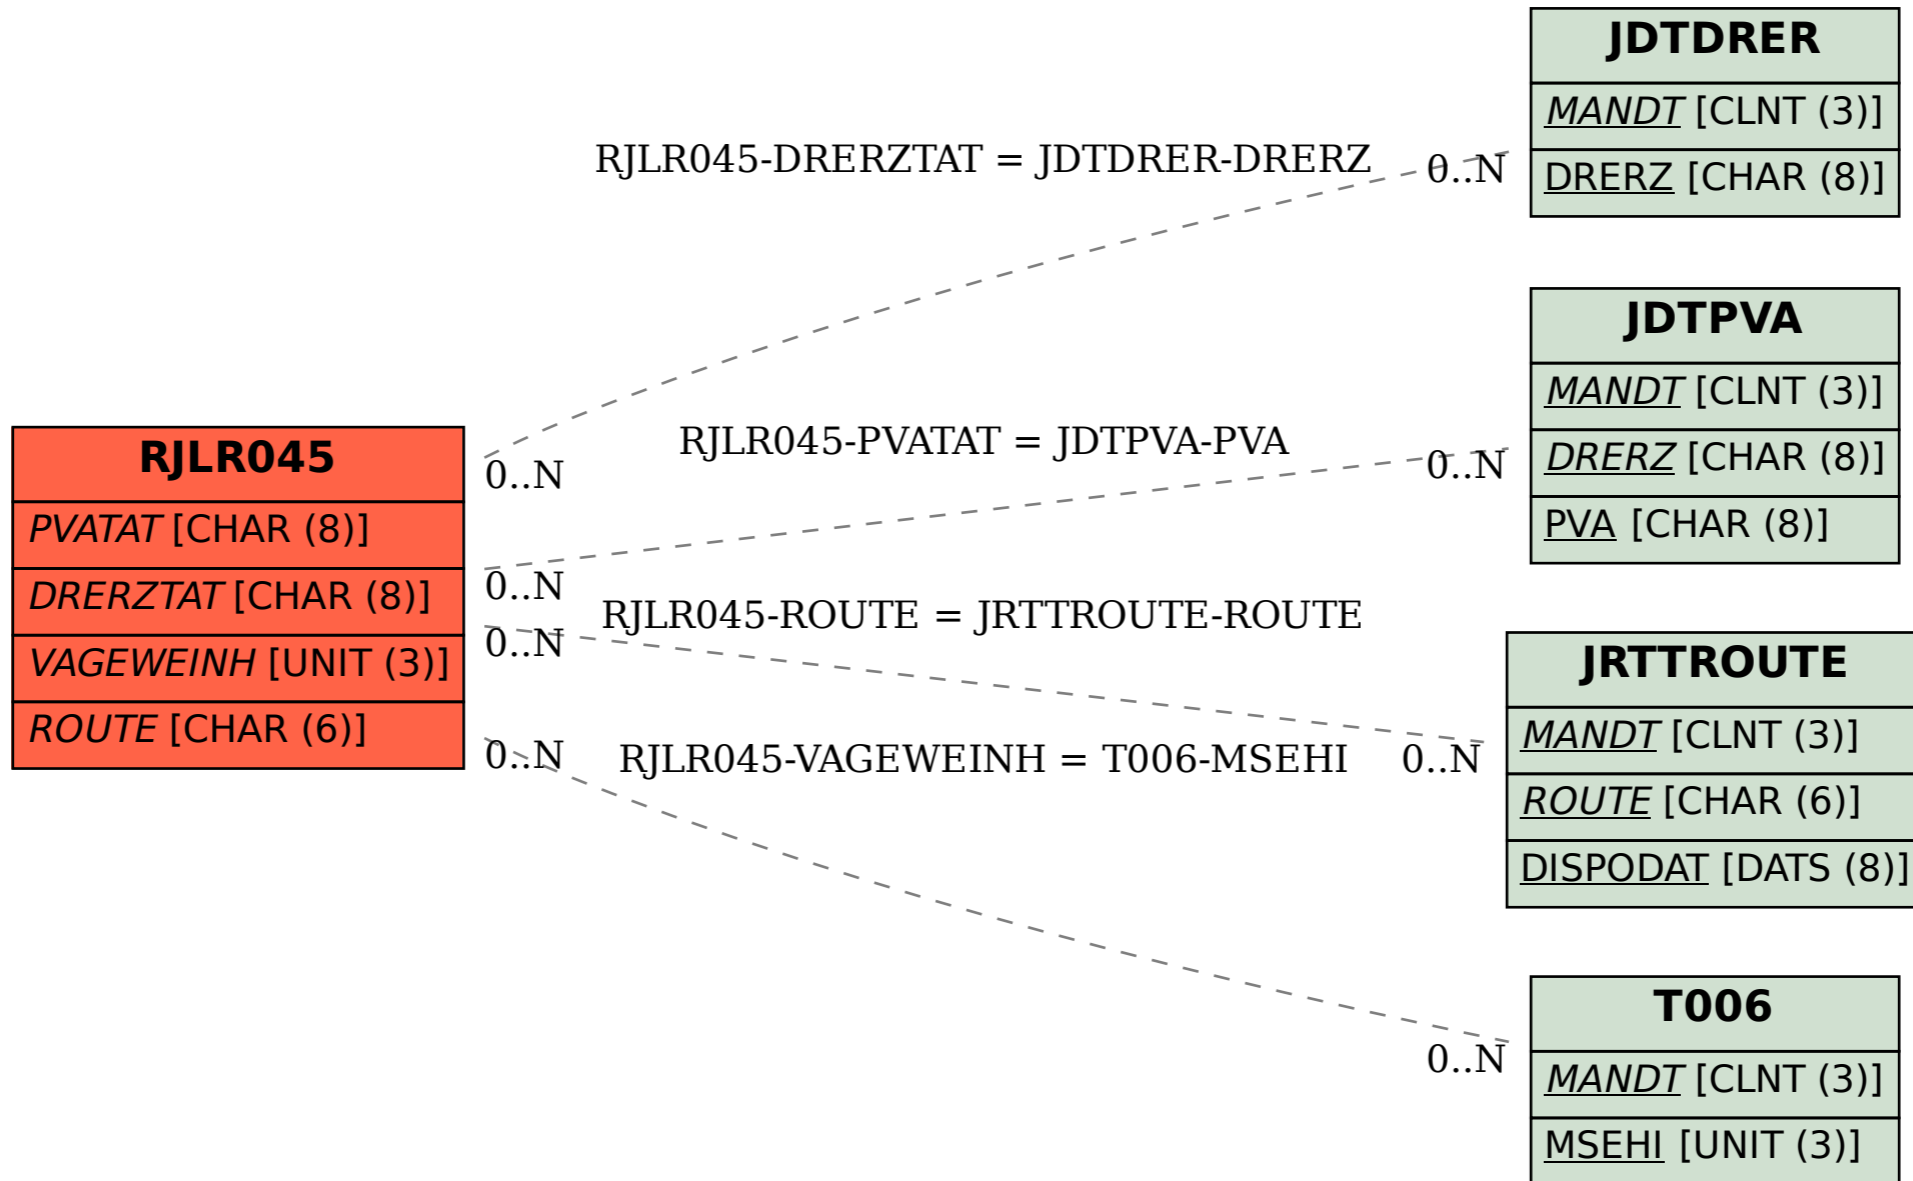 RJLR045
PVATAT [CHAR (8)]
DRERZTAT [CHAR (8)]
VAGEWEINH [UNIT (3)]
ROUTE [CHAR (6)]
RJLR045-DRERZTAT = JDTDRER-DRERZ
0..N
0..N
RJLR045-PVATAT = JDTPVA-PVA
0..N
0..N
RJLR045-ROUTE = JRTTROUTE-ROUTE
0..N
0..N
RJLR045-VAGEWEINH = T006-MSEHI
0..N
0..N
JDTDRER
MANDT [CLNT (3)]
DRERZ [CHAR (8)]
JDTPVA
MANDT [CLNT (3)]
DRERZ [CHAR (8)]
PVA [CHAR (8)]
JRTTROUTE
MANDT [CLNT (3)]
ROUTE [CHAR (6)]
DISPODAT [DATS (8)]
T006
MANDT [CLNT (3)]
MSEHI [UNIT (3)]